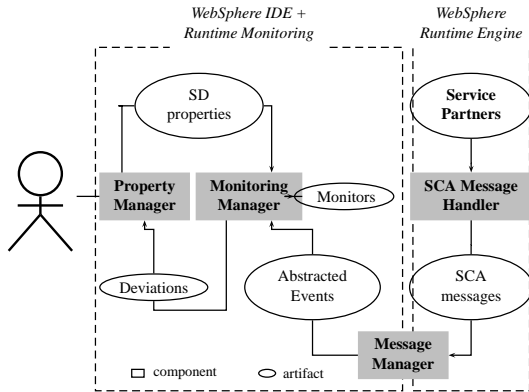 WebSphere IDE +
Runtime Monitoring
WebSphere
Runtime Engine
SD
properties
Service
Partners
Property
Manager
Monitoring
Manager
Monitors
SCA Message
Handler
Deviations
Abstracted
Events
SCA
messages
Message
Manager
component
artifact